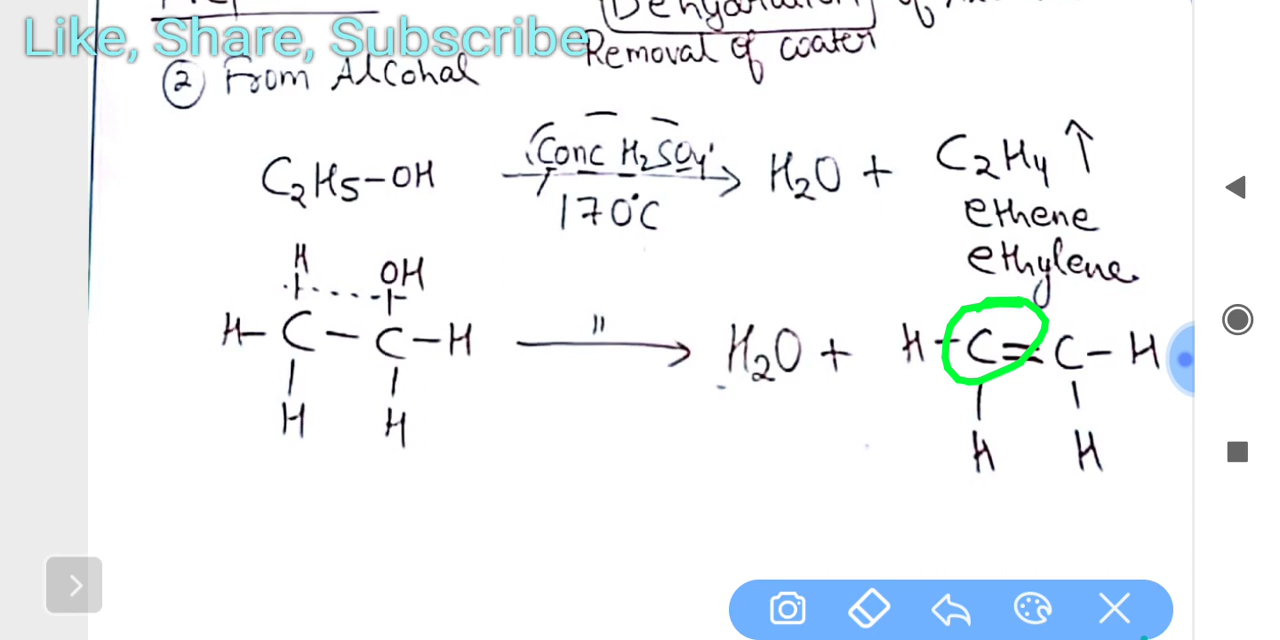 Like, Share, Subscribe
Removal of water
② From Alcohal
C₂H₅-OH Conc H₂SO₄ → H₂O + C₂H₄ ↑
170°C
ethene
ethylene
H OH
H-C-C-H " → H₂O + H-C=C-H
H H H H